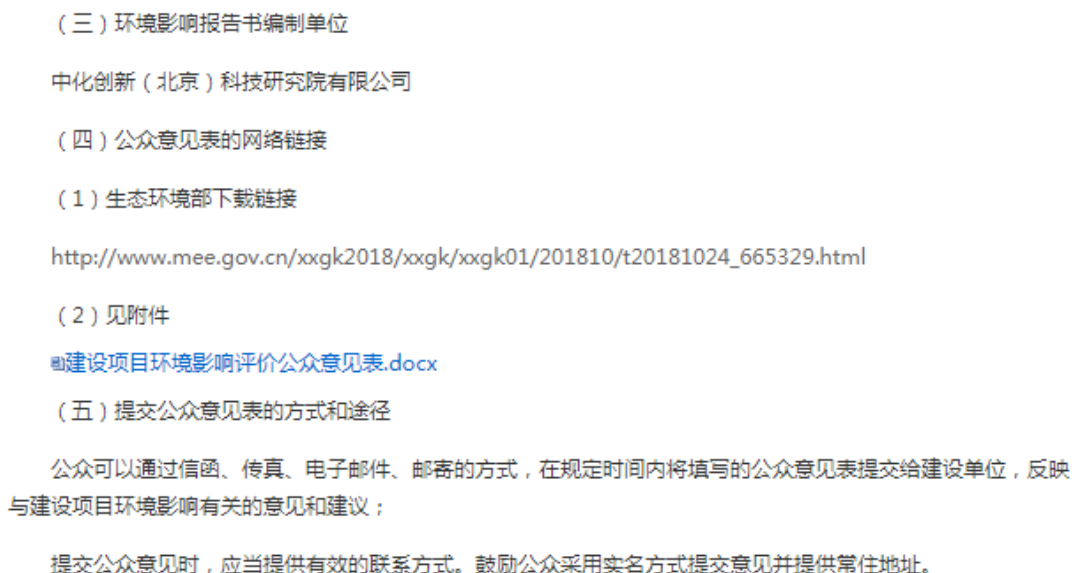 （三）环境影响报告书编制单位
中化创新（北京）科技研究院有限公司
（四）公众意见表的网络链接
（1）生态环境部下载链接
http://www.mee.gov.cn/xxgk2018/xxgk/xxgk01/201810/t20181024_665329.html
（2）见附件
建设项目环境影响评价公众意见表.docx
（五）提交公众意见表的方式和途径
公众可以通过信函、传真、电子邮件、邮寄的方式，在规定时间内将填写的公众意见表提交给建设单位，反映
与建设项目环境影响有关的意见和建议；
提交公众意见时，应当提供有效的联系方式。鼓励公众采用实名方式提交意见并提供常住地址。